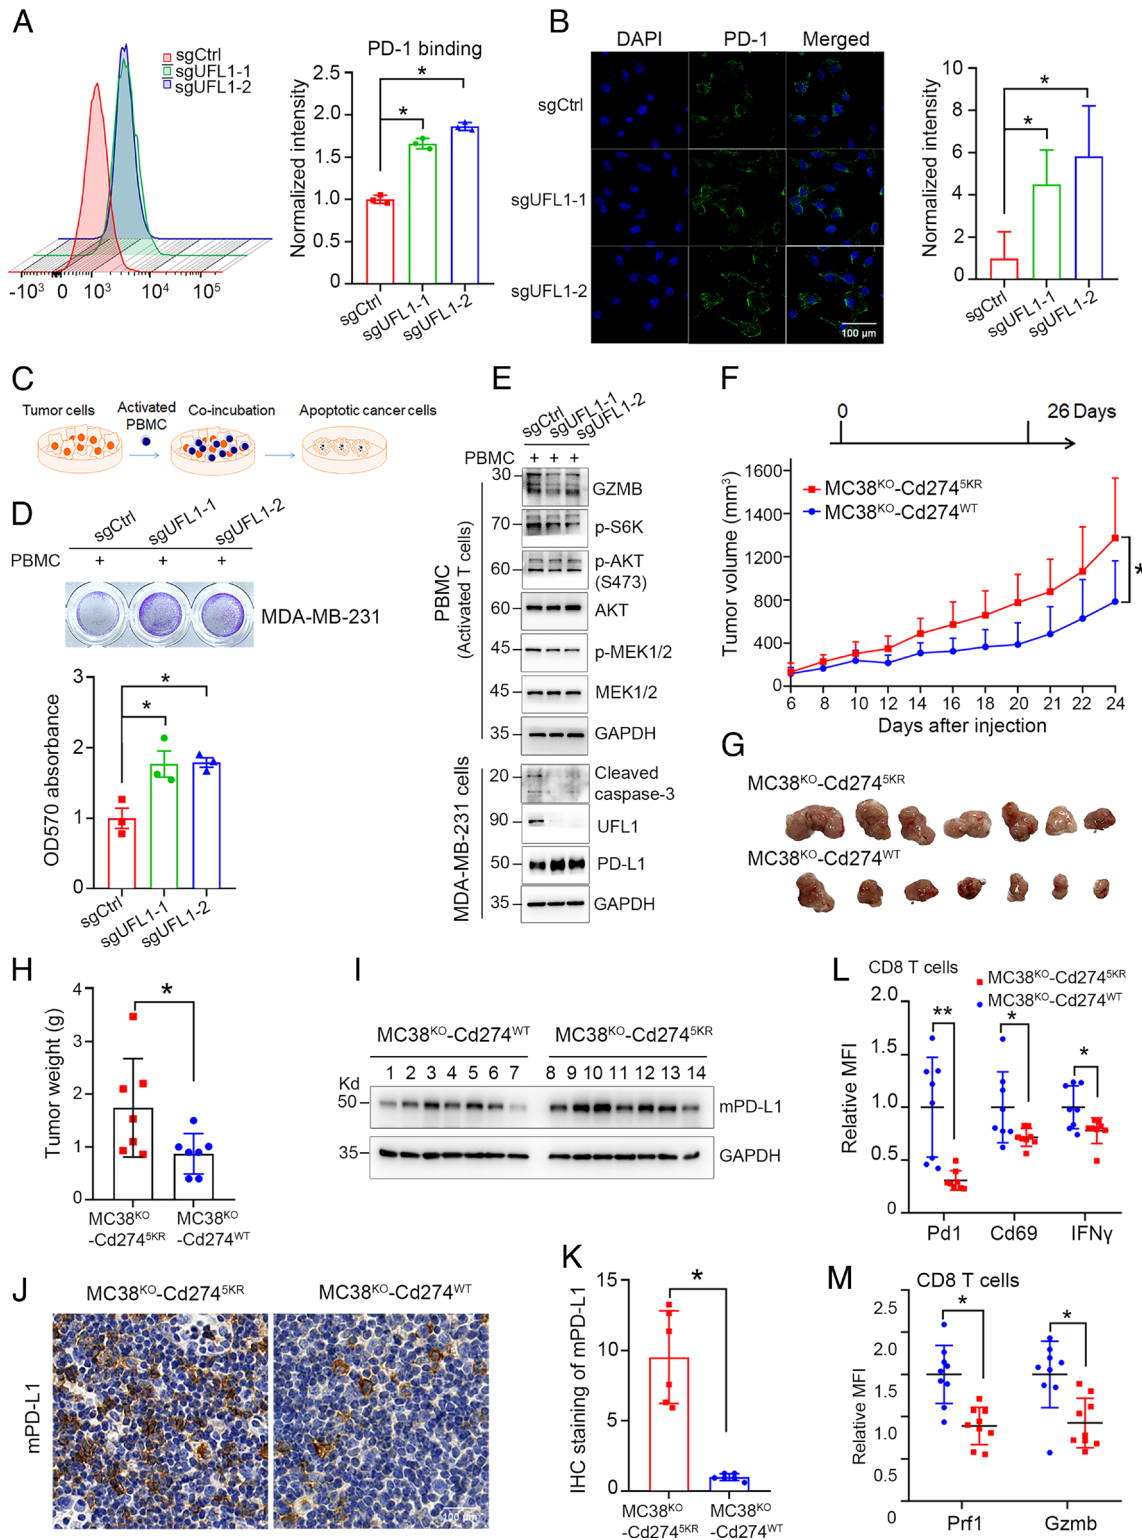 A
sgCtrl
sgUFL1-1
sgUFL1-2
-10³ 0 10³ 10⁴ 10⁵
PD-1 binding
Normalized intensity
2.5
2.0
1.5
1.0
0.5
0
* *
sgCtrl
sgUFL1-1
sgUFL1-2
B
DAPI PD-1 Merged
sgCtrl
sgUFL1-1
sgUFL1-2
100 μm
Normalized intensity
10
8
6
4
2
0
* *
sgCtrl
sgUFL1-1
sgUFL1-2
C
Tumor cells
Activated
PBMC
Co-incubation
Apoptotic cancer cells
D
sgCtrl
sgUFL1-1
sgUFL1-2
PBMC + + +
MDA-MB-231
OD570 absorbance
3
2
1
0
* *
sgCtrl
sgUFL1-1
sgUFL1-2
E
sgCtrl
sgUFL1-1
sgUFL1-2
PBMC + + +
PBMC
(Activated T cells)
30 GZMB
70 p-S6K
60 p-AKT
(S473)
60 AKT
45 p-MEK1/2
45 MEK1/2
35 GAPDH
MDA-MB-231 cells
20 Cleaved
caspase-3
90 UFL1
50 PD-L1
35 GAPDH
F
0 26 Days
Tumor volume (mm³)
1600
1400
1200
800
400
0
MC38ᴷᴼ-Cd274⁵ᴷᴿ
MC38ᴷᴼ-Cd274ᵂᵀ
*
6 8 10 12 14 16 18 20 21 22 24
Days after injection
G
MC38ᴷᴼ-Cd274⁵ᴷᴿ
MC38ᴷᴼ-Cd274ᵂᵀ
H
Tumor weight (g)
4
3
2
1
0
*
MC38ᴷᴼ
-Cd274⁵ᴷᴿ
MC38ᴷᴼ
-Cd274ᵂᵀ
I
MC38ᴷᴼ-Cd274ᵂᵀ MC38ᴷᴼ-Cd274⁵ᴷᴿ
1 2 3 4 5 6 7 8 9 10 11 12 13 14
Kd
50 mPD-L1
35 GAPDH
J
MC38ᴷᴼ-Cd274⁵ᴷᴿ MC38ᴷᴼ-Cd274ᵂᵀ
mPD-L1
100 μm
K
IHC staining of mPD-L1
15
10
5
0
*
MC38ᴷᴼ
-Cd274⁵ᴷᴿ
MC38ᴷᴼ
-Cd274ᵂᵀ
L
CD8 T cells
MC38ᴷᴼ-Cd274⁵ᴷᴿ
MC38ᴷᴼ-Cd274ᵂᵀ
Relative MFI
2.0
1.5
1.0
0.5
0
** * *
Pd1 Cd69 IFNγ
M
CD8 T cells
Relative MFI
2.5
2.0
1.5
1.0
0.5
0
* *
Prf1 Gzmb